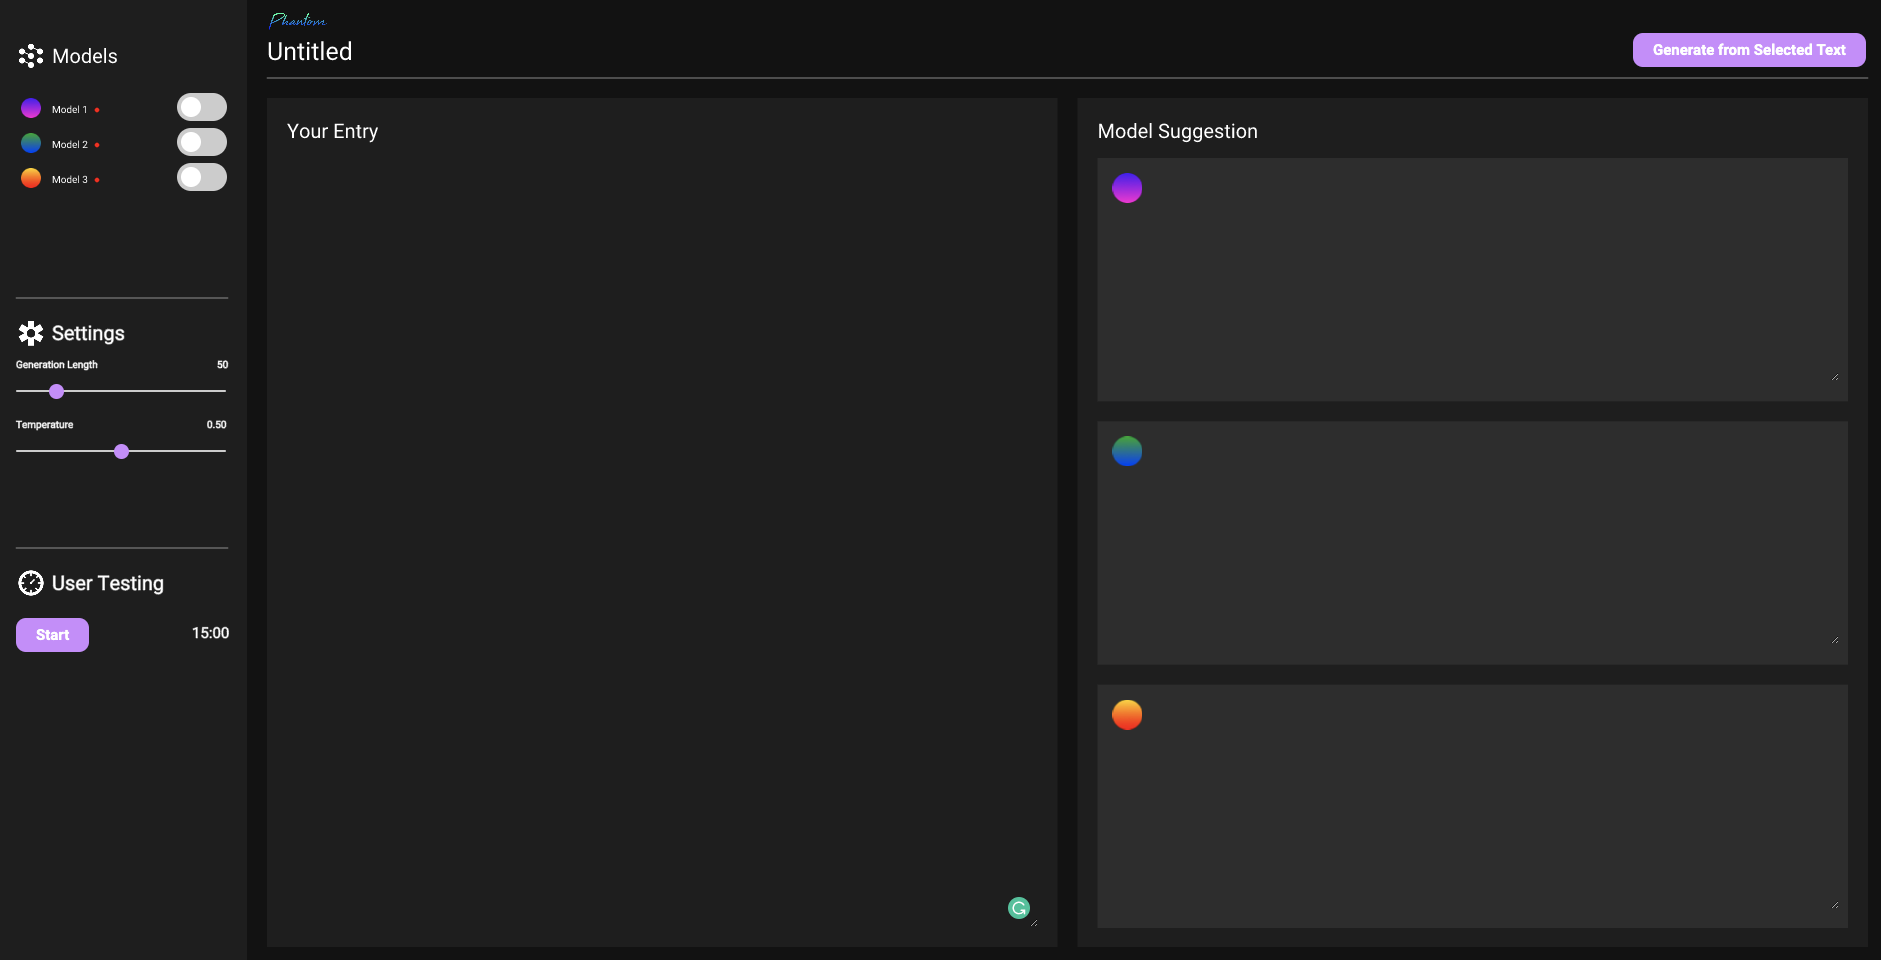 Phantom
Untitled
Generate from Selected Text
Models
Model 1
Model 2
Model 3
Settings
Generation Length 50
Temperature 0.50
User Testing
Start 15:00
Your Entry
Model Suggestion